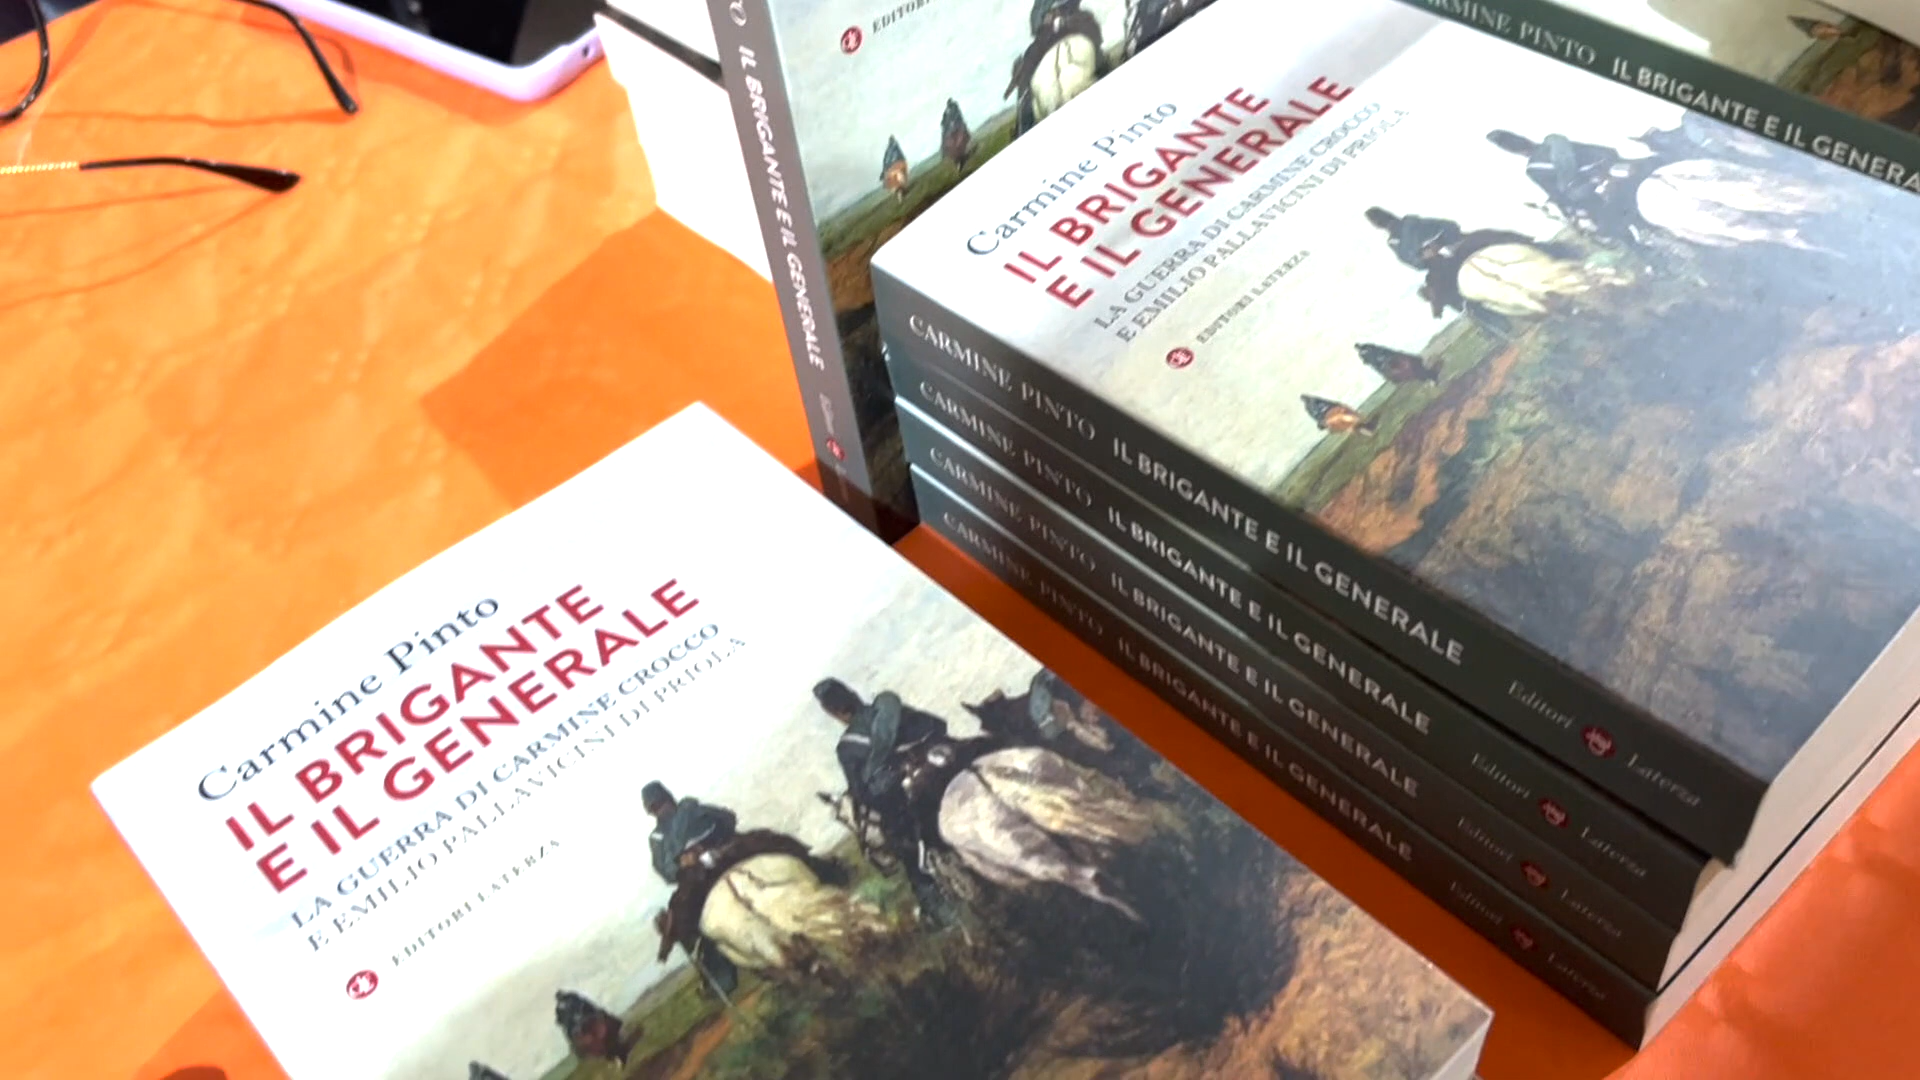 Carmine Pinto
IL BRIGANTE
E IL GENERALE
LA GUERRA DI CARMINE CROCCO
E EMILIO PALLAVICINI DI PRIOLA
EDITORI LATERZA
IL BRIGANTE E IL GENERALE
EDITORI
Carmine Pinto
IL BRIGANTE
E IL GENERALE
LA GUERRA DI CARMINE CROCCO
E EMILIO PALLAVICINI DI PRIOLA
EDITORI LATERZA
CARMINE PINTO IL BRIGANTE E IL GENERALE Editori Laterza
CARMINE PINTO IL BRIGANTE E IL GENERALE Editori Laterza
CARMINE PINTO IL BRIGANTE E IL GENERALE Editori Laterza
CARMINE PINTO IL BRIGANTE E IL GENERALE Editori Laterza
PINTO IL BRIGANTE E IL GENERA